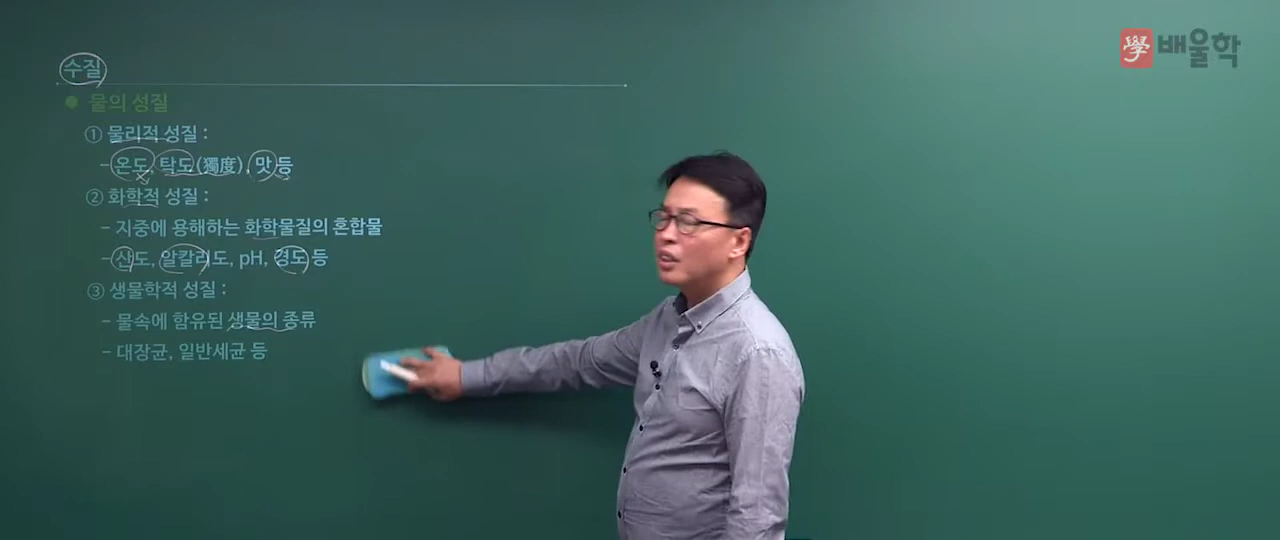 수질
學 배울학
● 물의 성질
① 물리적 성질 :
- 온도, 탁도(獨度), 맛 등
② 화학적 성질 :
- 지중에 용해하는 화학물질의 혼합물
- 산도, 알칼리도, pH, 경도 등
③ 생물학적 성질 :
- 물속에 함유된 생물의 종류
- 대장균, 일반세균 등